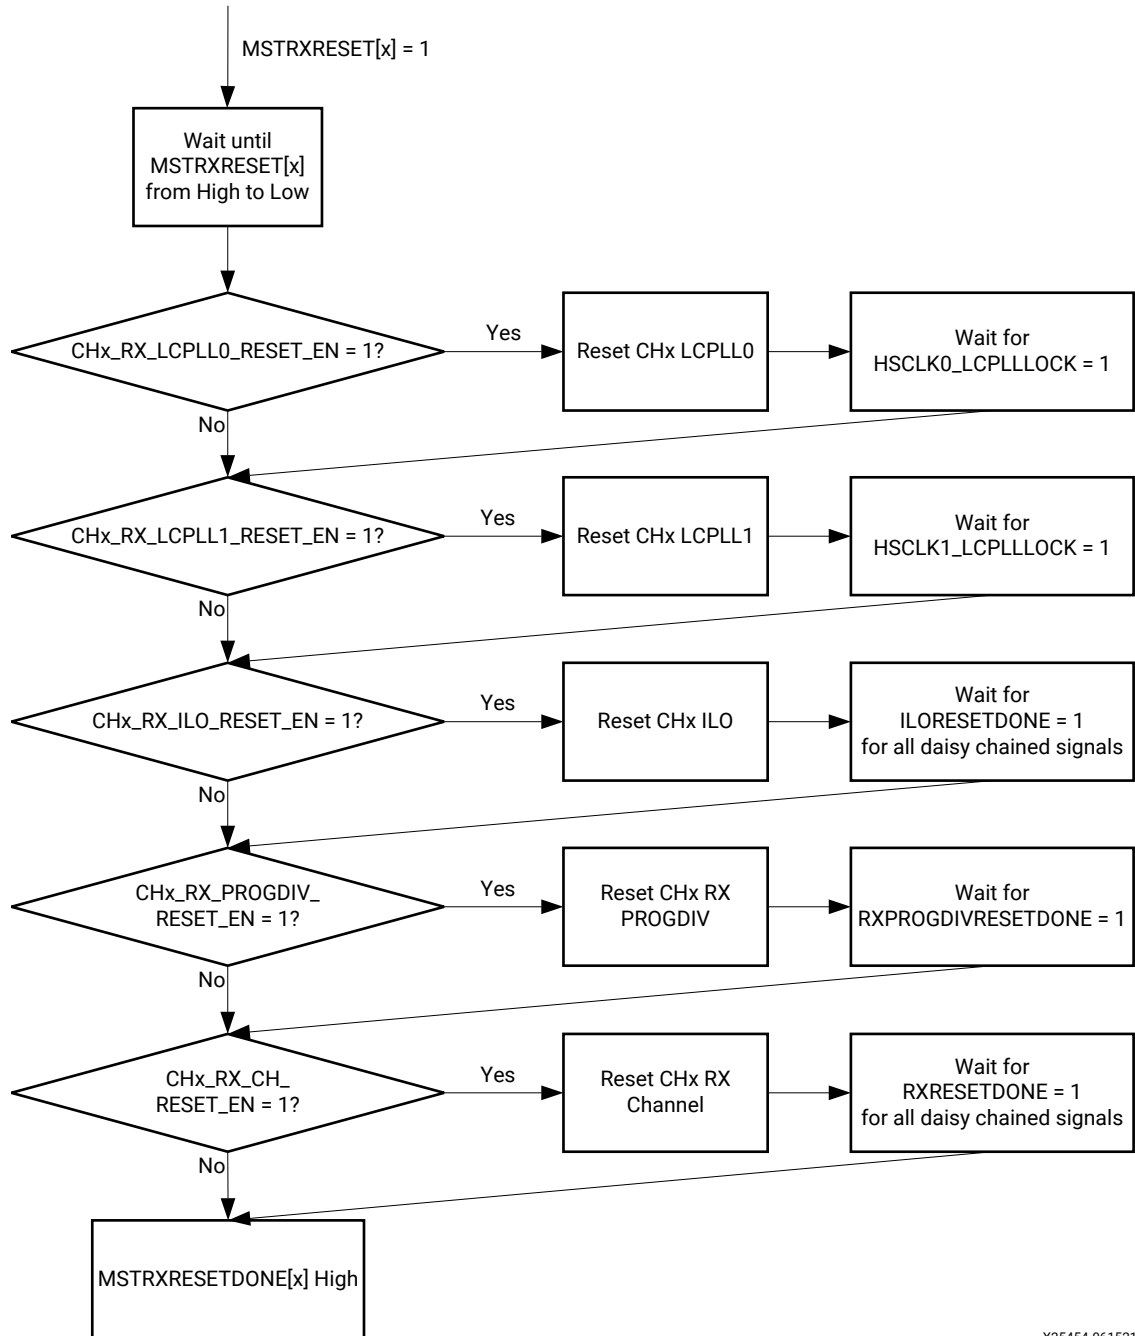 MSTRXRESET[x] = 1
Wait until
MSTRXRESET[x]
from High to Low
CHx_RX_LCPLL0_RESET_EN = 1?
Yes
Reset CHx LCPLL0
Wait for
HSCLK0_LCPLLLOCK = 1
No
CHx_RX_LCPLL1_RESET_EN = 1?
Yes
Reset CHx LCPLL1
Wait for
HSCLK1_LCPLLLOCK = 1
No
CHx_RX_ILO_RESET_EN = 1?
Yes
Reset CHx ILO
Wait for
ILORESETDONE = 1
for all daisy chained signals
No
CHx_RX_PROGDIV_
RESET_EN = 1?
Yes
Reset CHx RX
PROGDIV
Wait for
RXPROGDIVRESETDONE = 1
No
CHx_RX_CH_
RESET_EN = 1?
Yes
Reset CHx RX
Channel
Wait for
RXRESETDONE = 1
for all daisy chained signals
No
MSTRXRESETDONE[x] High